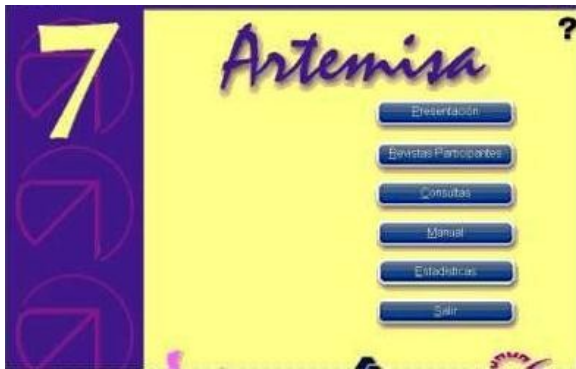 7
Artemisa
?
Presentación
Revistas Participantes
Consultas
Manual
Estadísticas
Salir